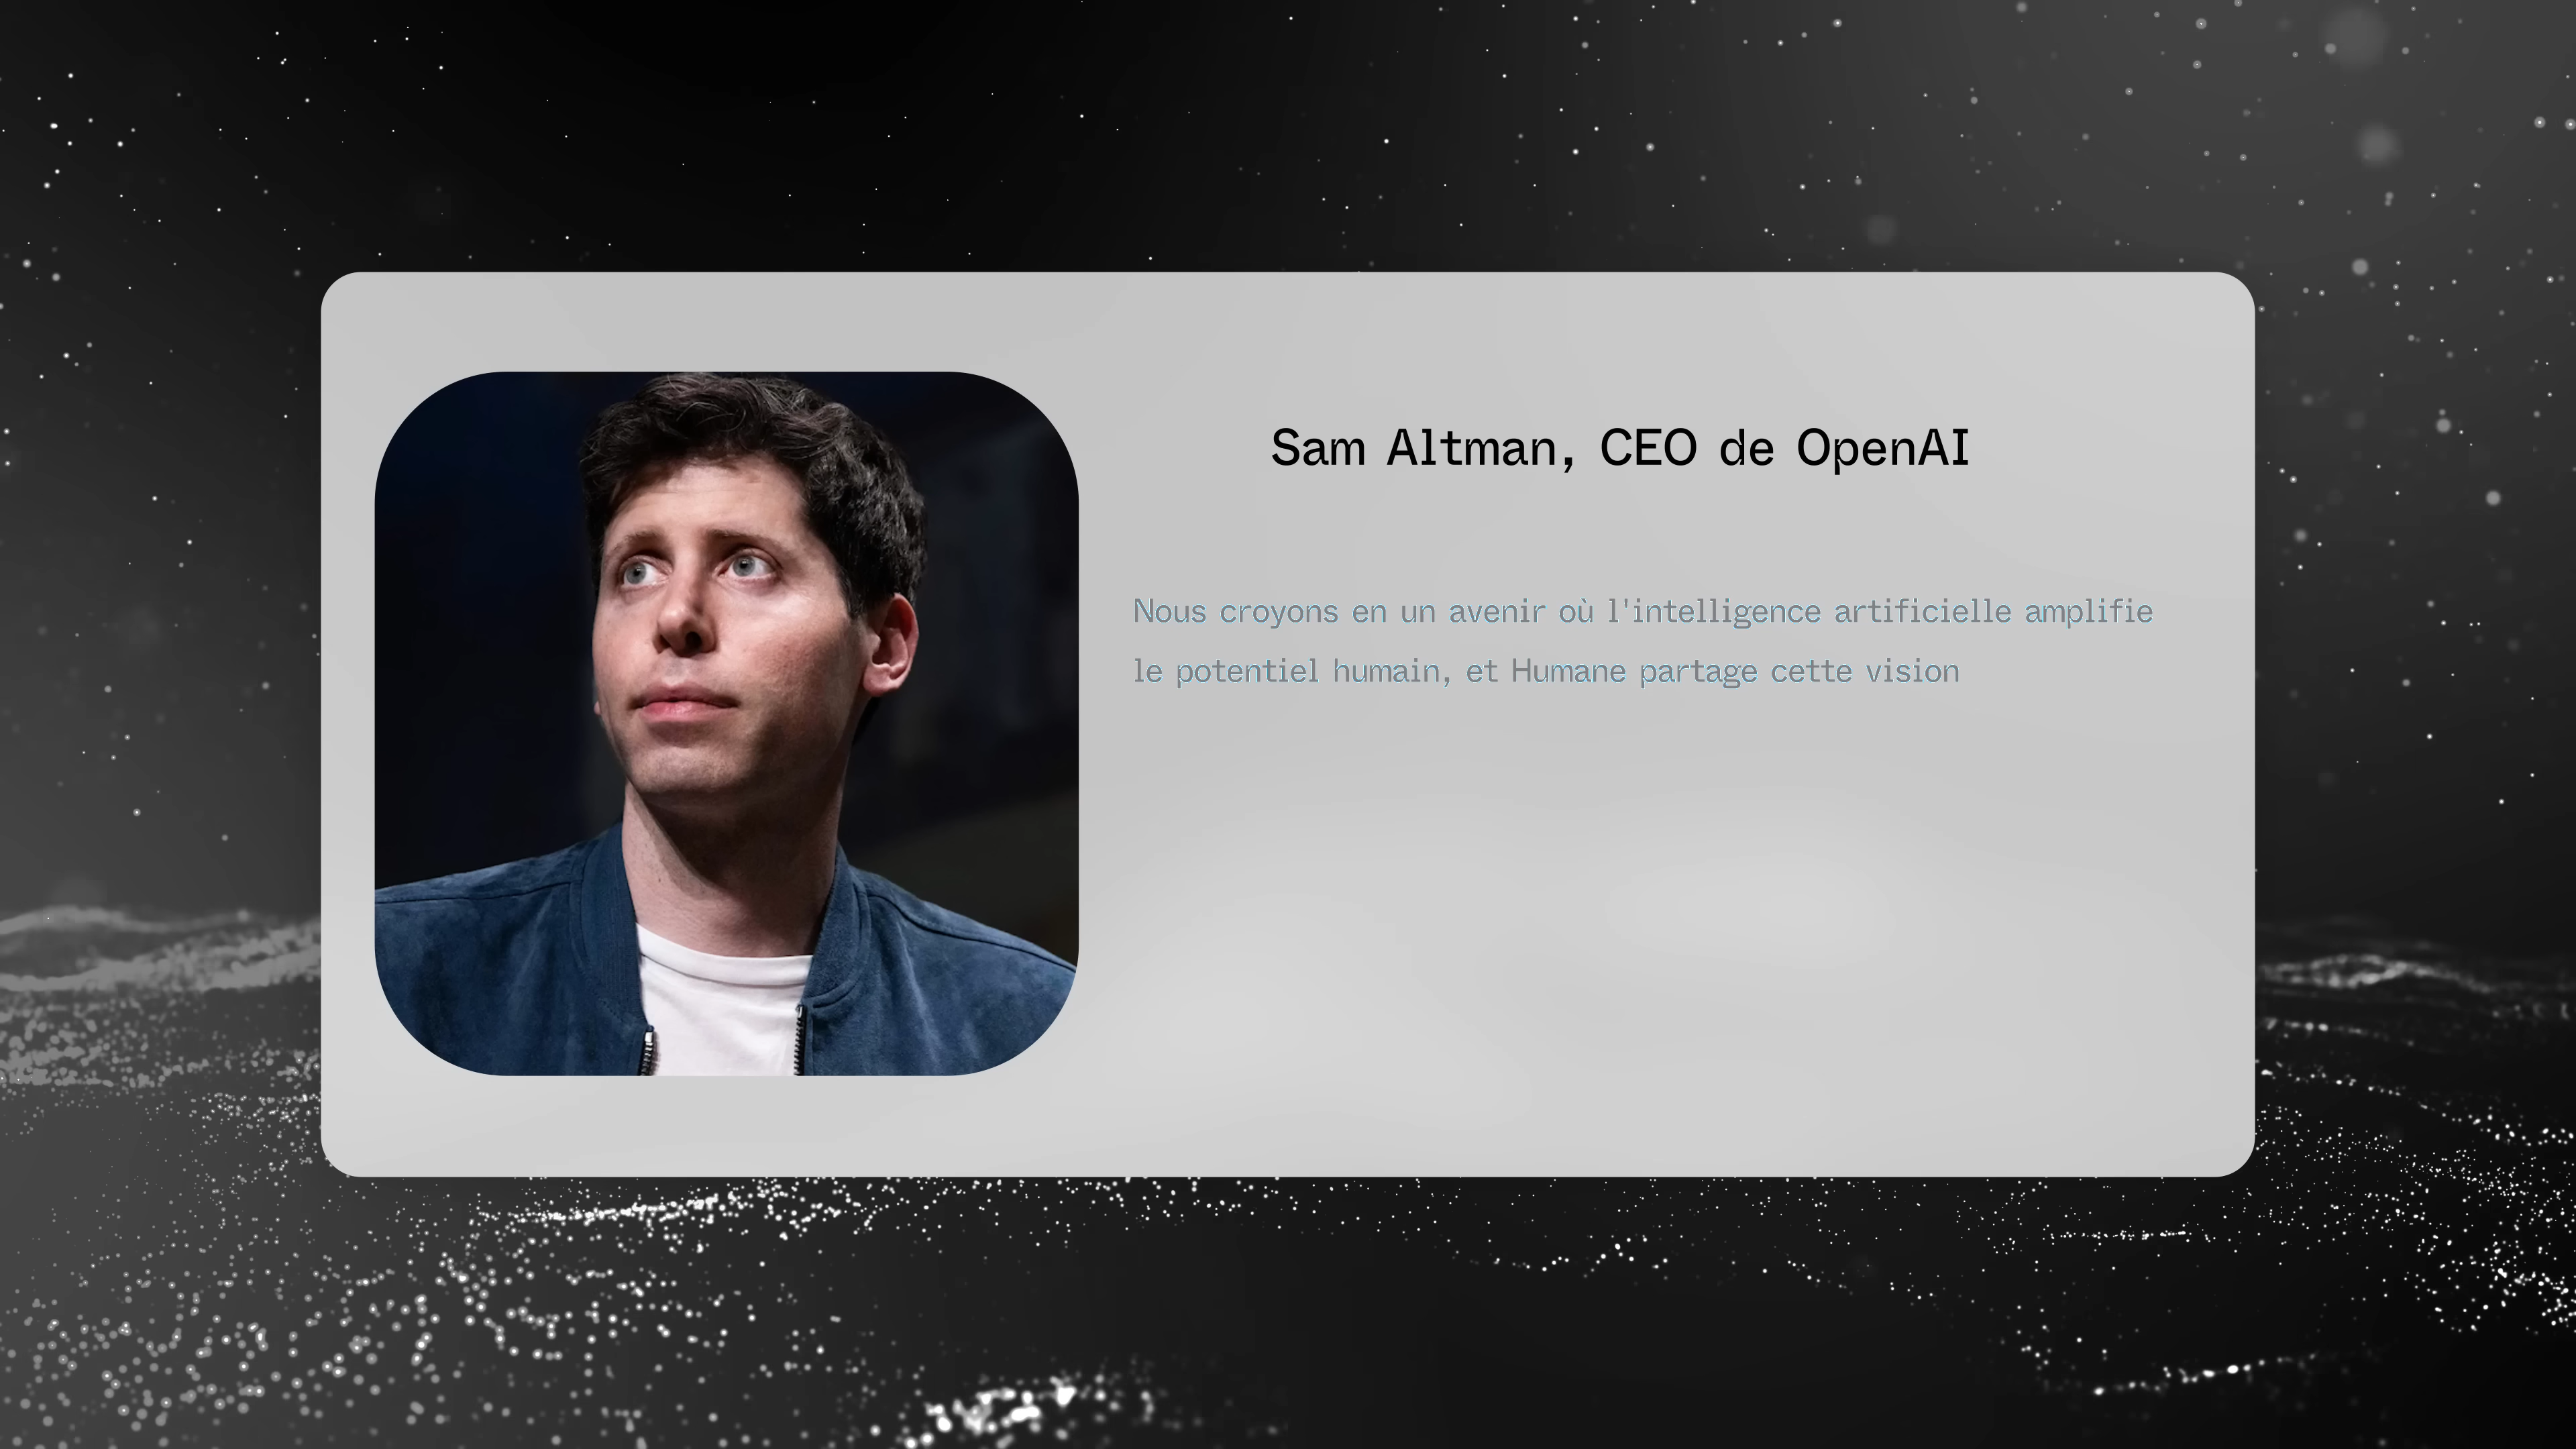 Sam Altman, CEO de OpenAI
Nous croyons en un avenir où l'intelligence artificielle amplifie
le potentiel humain, et Humane partage cette vision